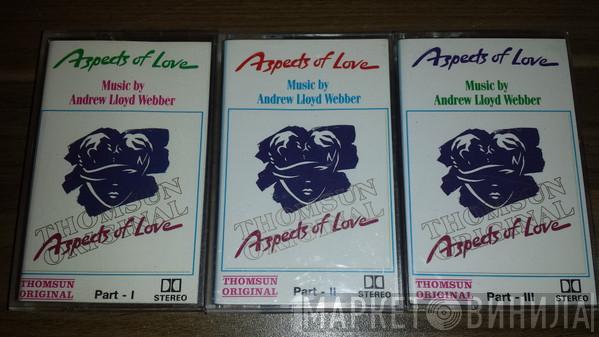 Aspects of Love
Music by
Andrew Lloyd Webber
THOMSUN
ORIGINAL
Aspects of Love
THOMSUN
ORIGINAL
Part - I
STEREO
Aspects of Love
Music by
Andrew Lloyd Webber
THOMSUN
ORIGINAL
Aspects of Love
THOMSUN
ORIGINAL
Part - II
STEREO
Aspects of Love
Music by
Andrew Lloyd Webber
THOMSUN
ORIGINAL
Aspects of Love
THOMSUN
ORIGINAL
Part - III
STEREO
МАРКЕТ ВИНИЛА